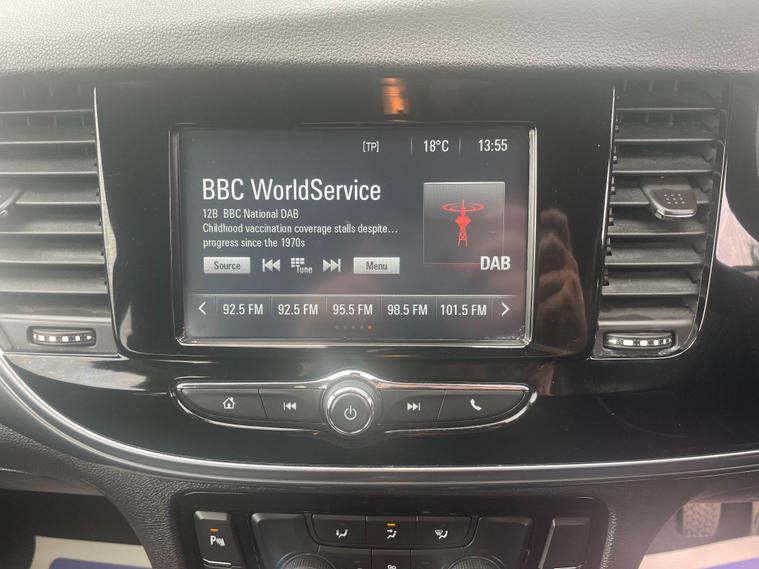 [TP] 18°C 13:55
BBC WorldService
12B BBC National DAB
Childhood vaccination coverage stalls despite...
progress since the 1970s
DAB
Source Tune Menu
92.5 FM 92.5 FM 95.5 FM 98.5 FM 101.5 FM
P